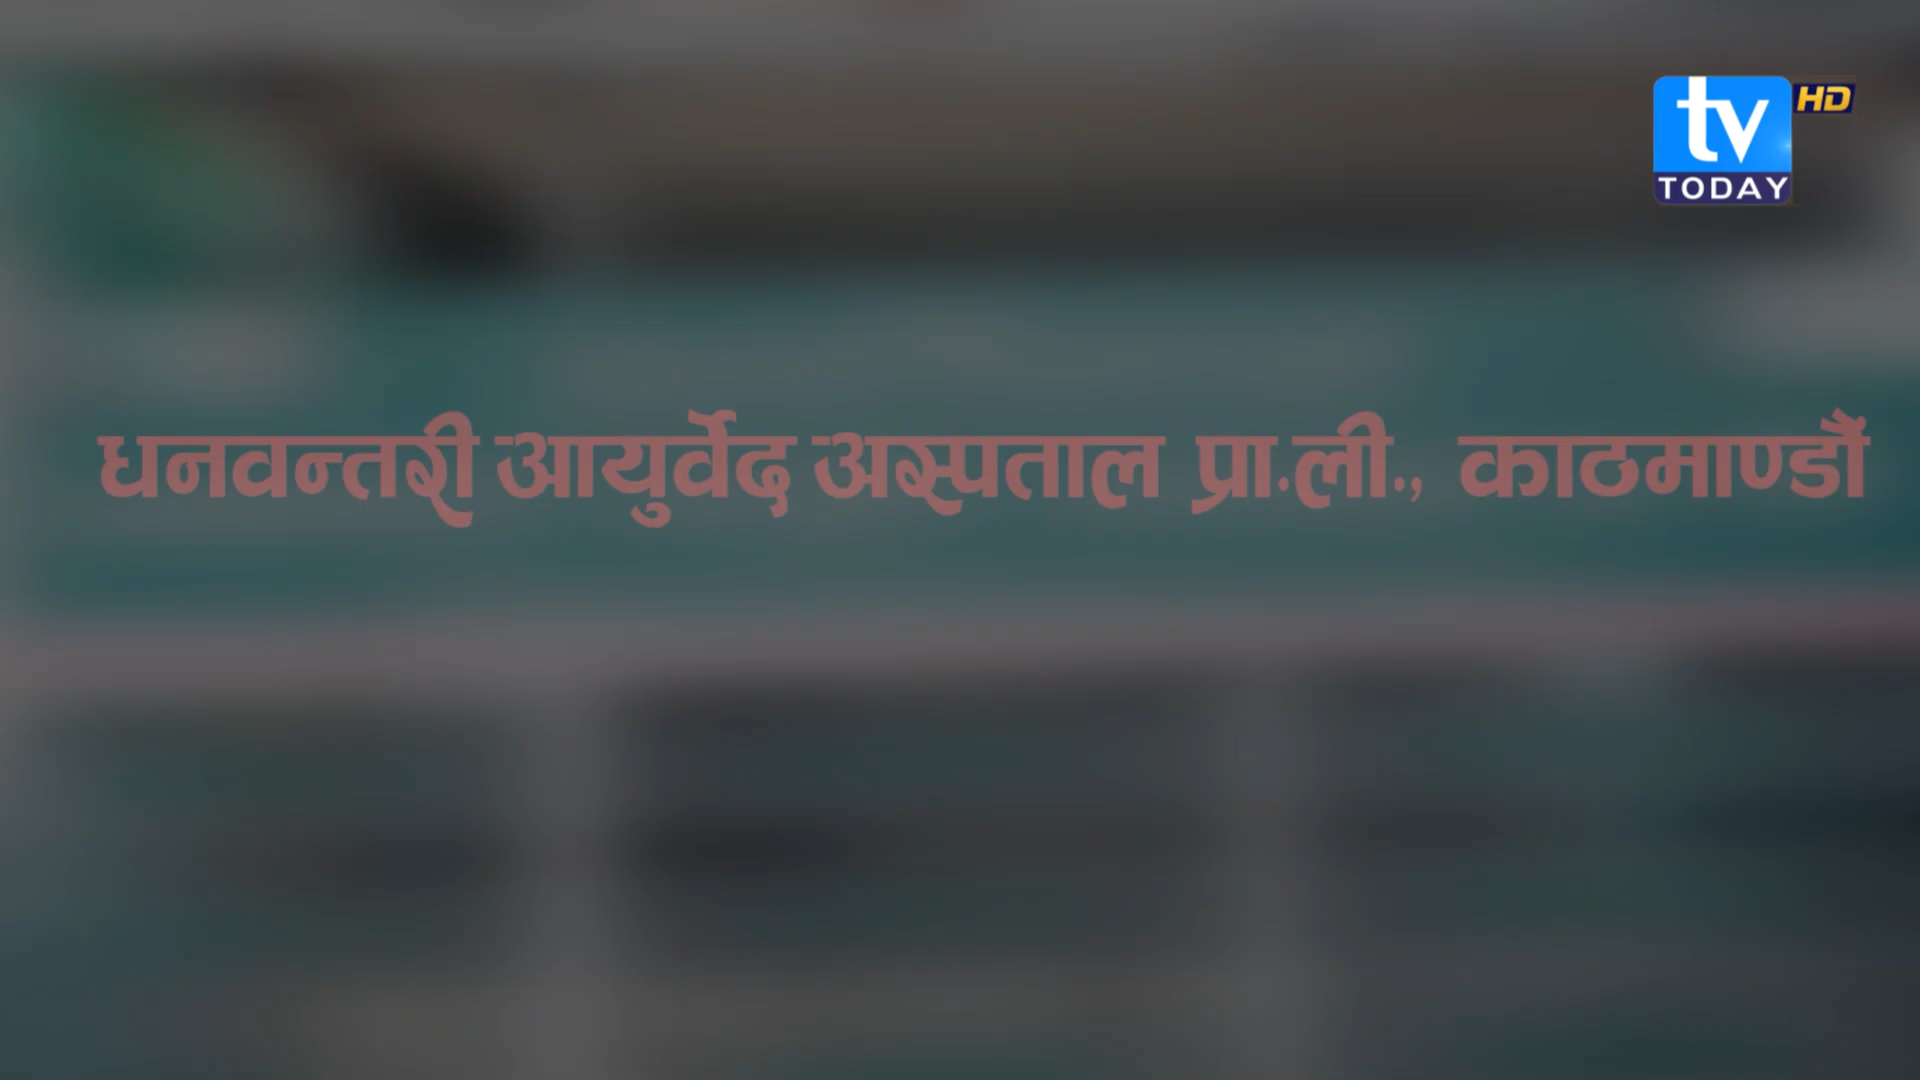 tv HD
TODAY
धनवन्तरी आयुर्वेद अस्पताल प्रा.ली., काठमाण्डौं